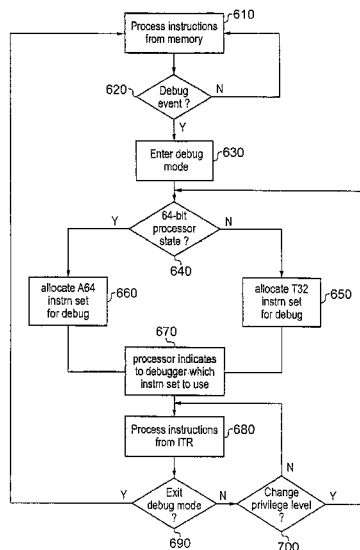 610
Process instructions
from memory
620
Debug
event ?
N
Y
630
Enter debug
mode
Y
64-bit
processor
state ?
N
640
660
allocate A64
instrn set
for debug
650
allocate T32
instrn set
for debug
670
processor indicates
to debugger which
instrn set to use
680
Process instructions
from ITR
N
Y
Exit
debug mode
?
N
Change
privilege level
?
Y
690
700